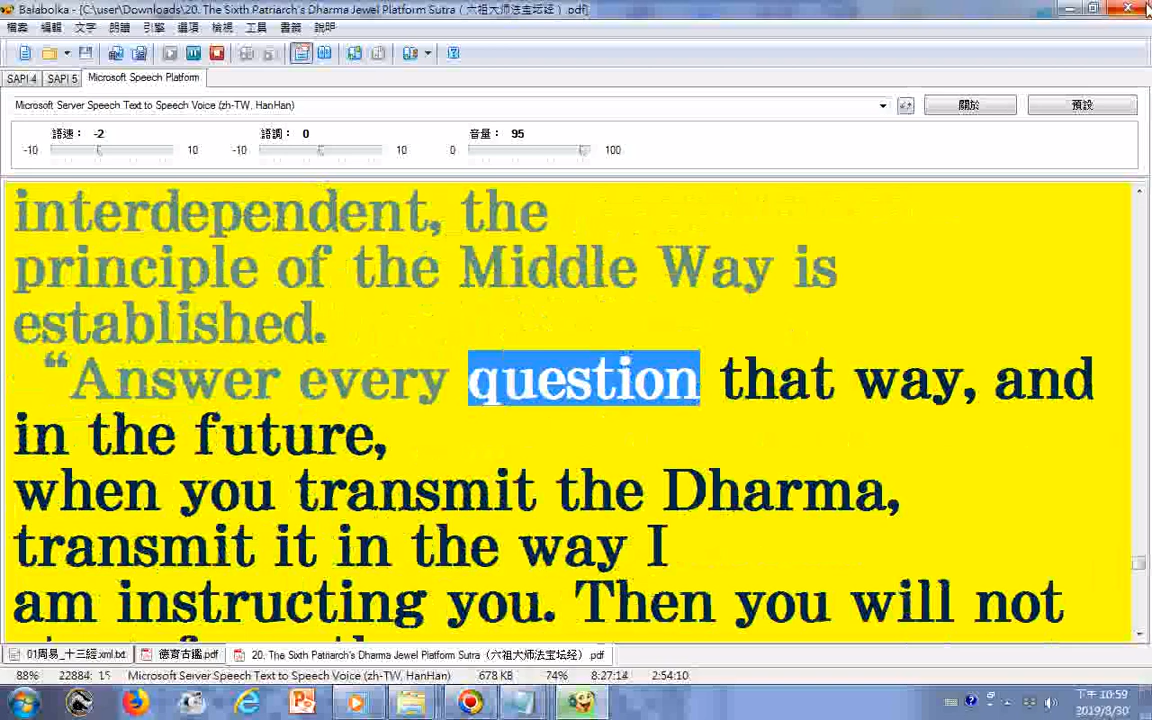 Balabolka - [C:\user\Downloads\20. The Sixth Patriarch's Dharma Jewel Platform Sutra（六祖大师法宝坛经）.pdf]
檔案 編輯 文字 朗讀 引擎 選項 檢視 工具 書籤 說明
SAPI 4 SAPI 5 Microsoft Speech Platform
Microsoft Server Speech Text to Speech Voice (zh-TW, HanHan) 關於 預設
語速： -2 語調： 0 音量： 95
-10 10 -10 10 0 100
interdependent, the
principle of the Middle Way is
established.
“Answer every question that way, and
in the future,
when you transmit the Dharma,
transmit it in the way I
am instructing you. Then you will not
01周易_十三經.xml.txt 德育古鑑.pdf 20. The Sixth Patriarch's Dharma Jewel Platform Sutra（六祖大师法宝坛经）.pdf
88% 22884: 15 Microsoft Server Speech Text to Speech Voice (zh-TW, HanHan) 678 KB 74% 8:27:14 2:54:10
下午 10:59
2019/8/30